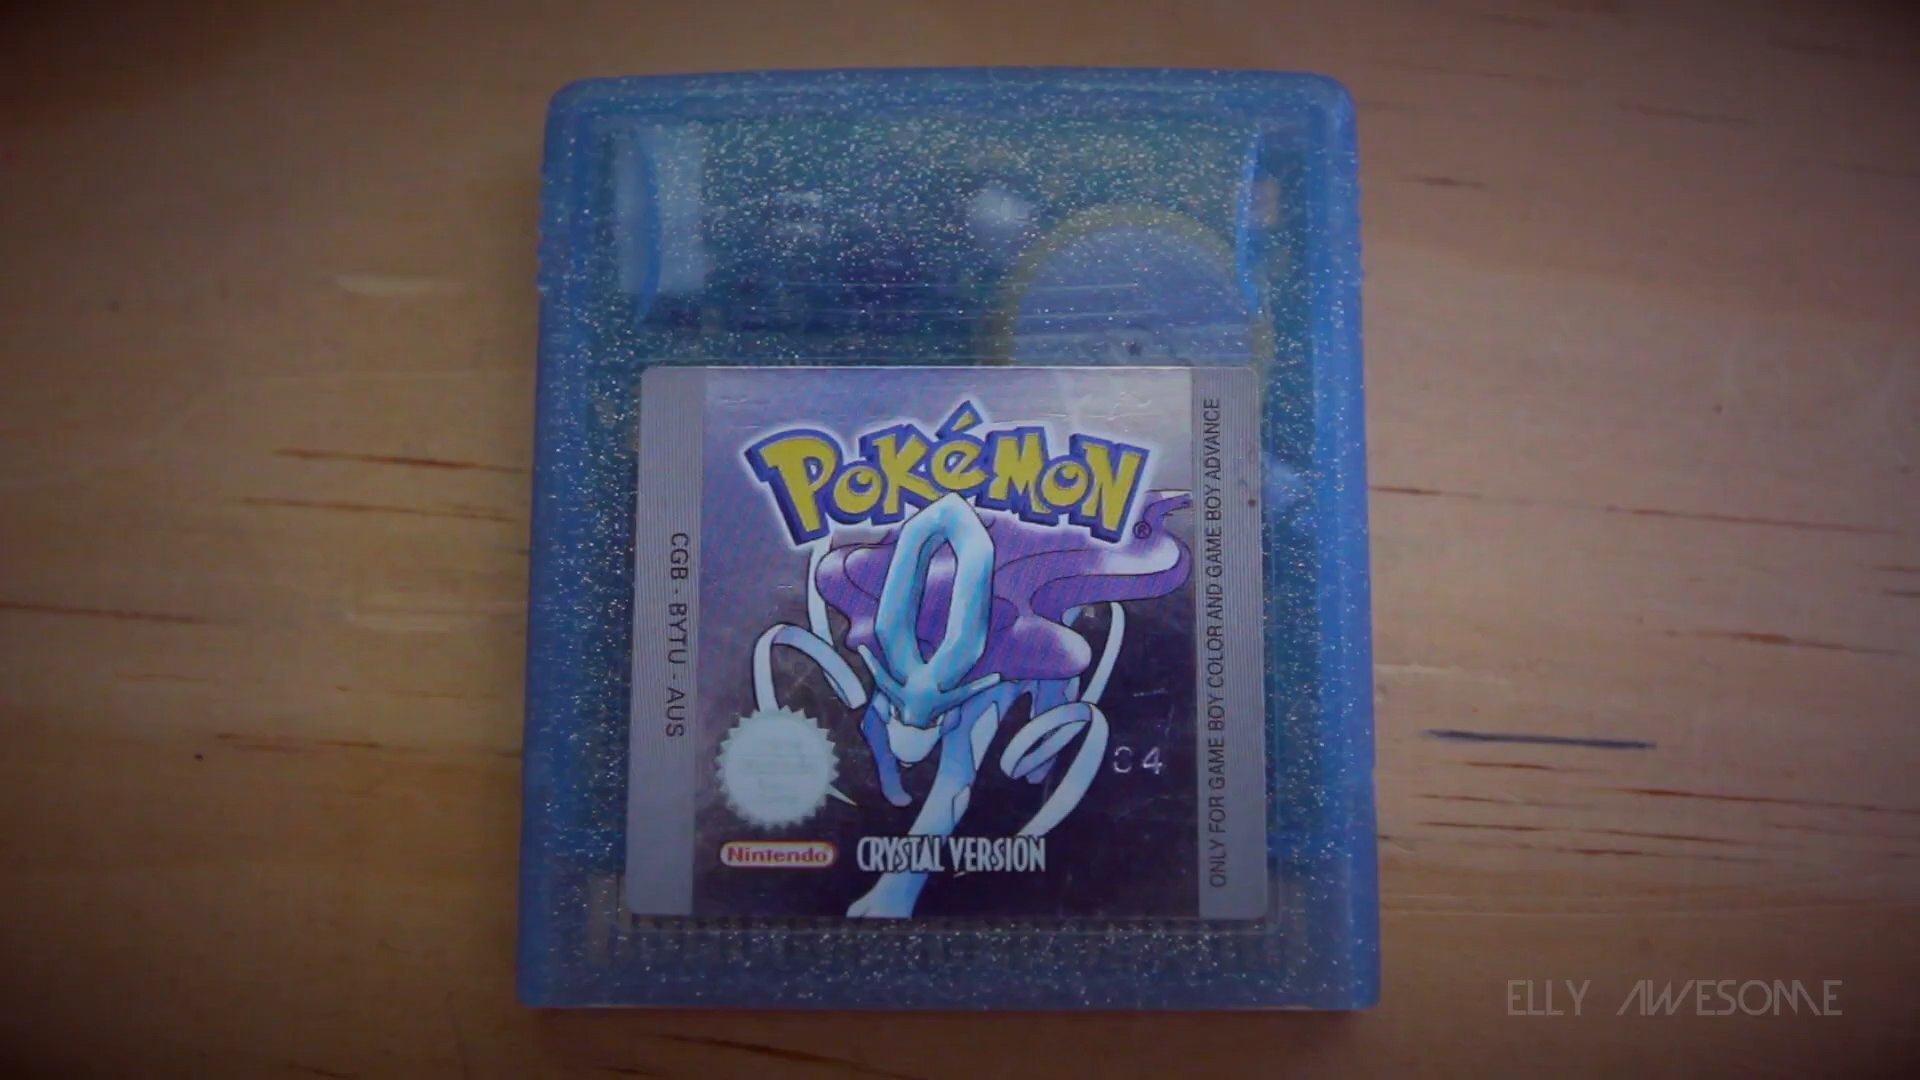 POKéMON®
CGB - BYTU - AUS
ONLY FOR GAME BOY COLOR AND GAME BOY ADVANCE
04
Nintendo®
CRYSTAL VERSION
ELLY AWESOME